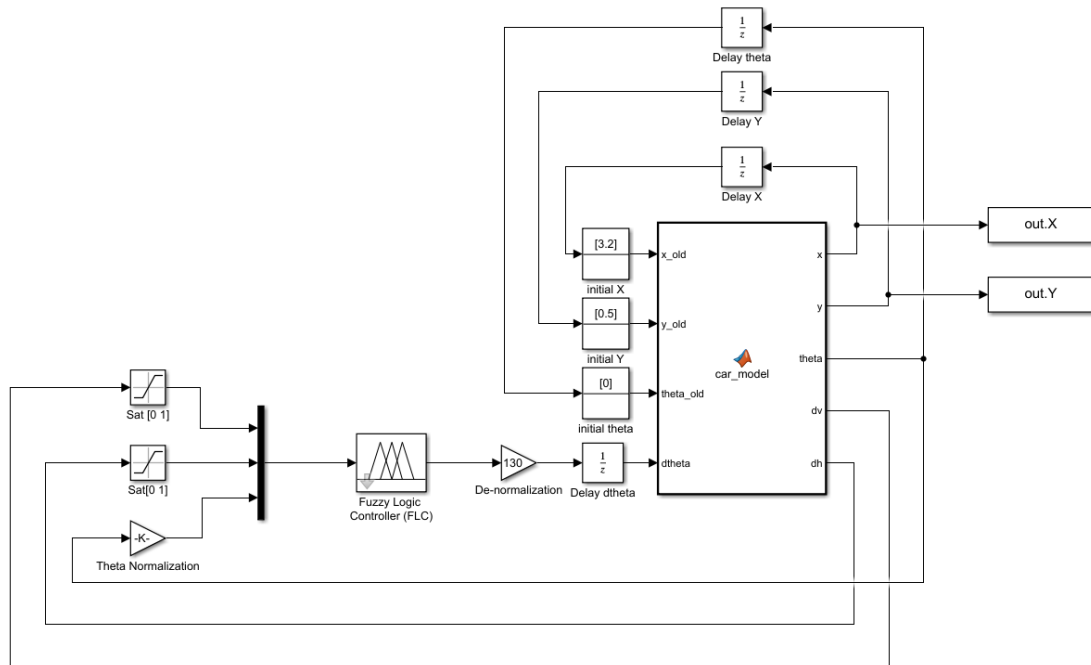 1
z
Delay theta
1
z
Delay Y
1
z
Delay X
out.X
[3.2]
x_old
x
initial X
out.Y
[0.5]
y_old
y
initial Y
theta
car_model
[0]
theta_old
initial theta
dv
Sat [0 1]
130
1
z
dtheta
dh
Sat[0 1]
De-normalization
Delay dtheta
Fuzzy Logic
Controller (FLC)
-K-
Theta Normalization